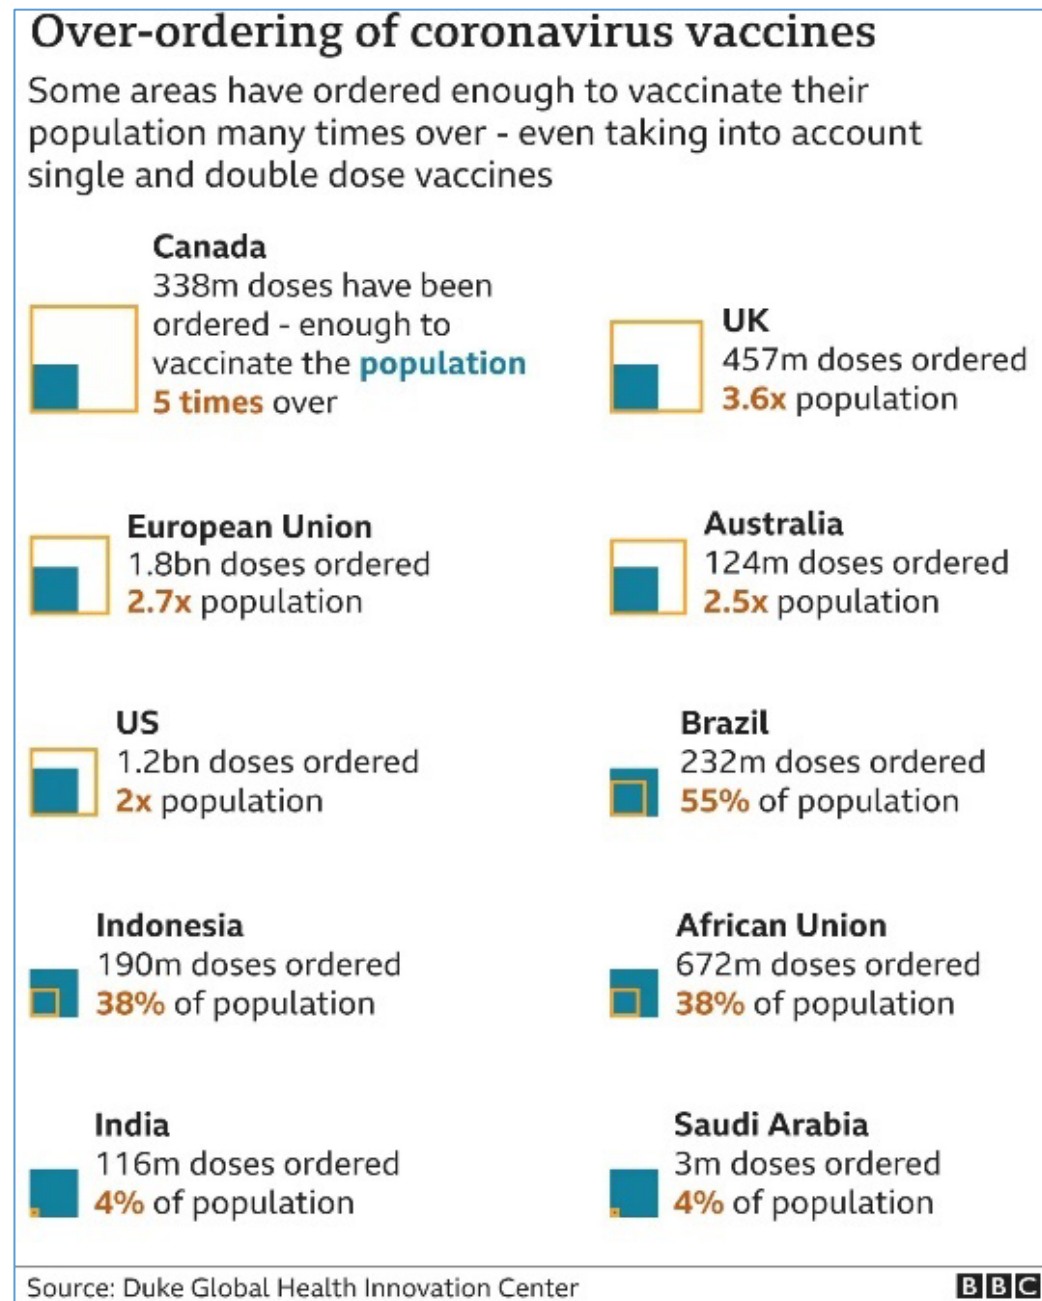 Over-ordering of coronavirus vaccines
Some areas have ordered enough to vaccinate their
population many times over - even taking into account
single and double dose vaccines
Canada
338m doses have been
ordered - enough to
vaccinate the population
5 times over
UK
457m doses ordered
3.6x population
European Union
1.8bn doses ordered
2.7x population
Australia
124m doses ordered
2.5x population
US
1.2bn doses ordered
2x population
Brazil
232m doses ordered
55% of population
Indonesia
190m doses ordered
38% of population
African Union
672m doses ordered
38% of population
India
116m doses ordered
4% of population
Saudi Arabia
3m doses ordered
4% of population
Source: Duke Global Health Innovation Center
BBC